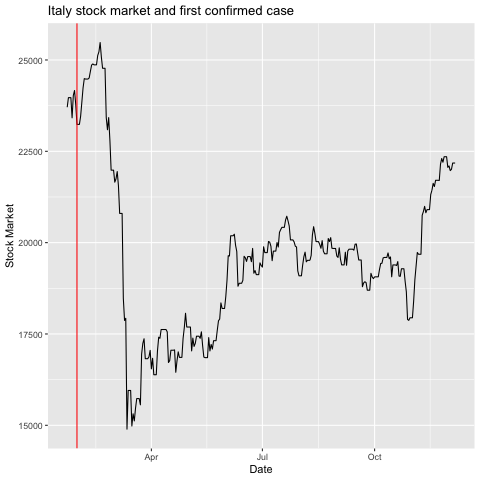 Italy stock market and first confirmed case
25000
22500
20000
17500
15000
Stock Market
Apr
Jul
Oct
Date